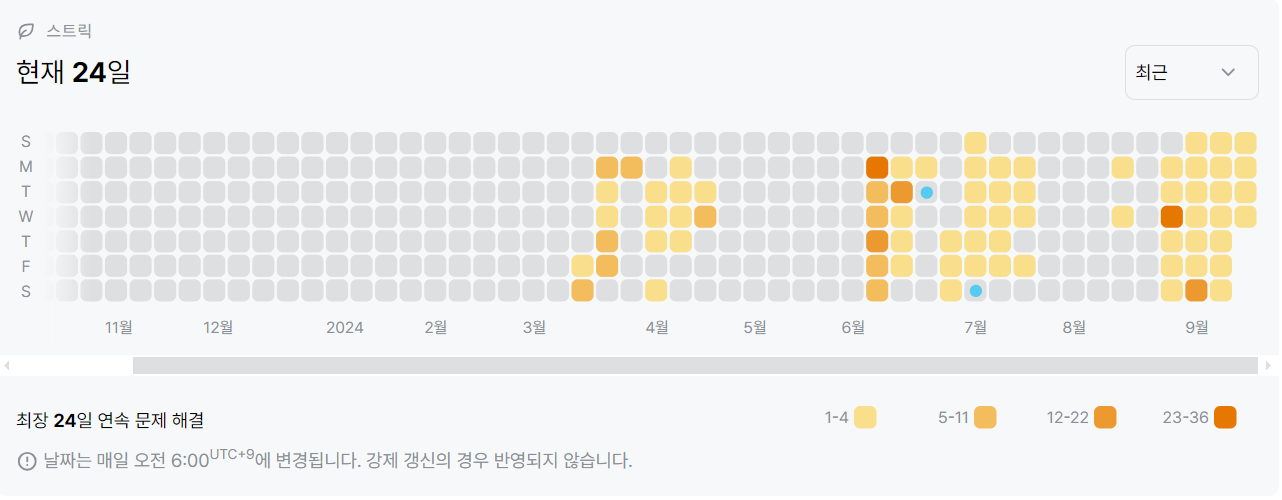 스트릭
현재 24일
최근
S
M
T
W
T
F
S
11월 12월 2024 2월 3월 4월 5월 6월 7월 8월 9월
최장 24일 연속 문제 해결
1-4 5-11 12-22 23-36
날짜는 매일 오전 6:00UTC+9에 변경됩니다. 강제 갱신의 경우 반영되지 않습니다.